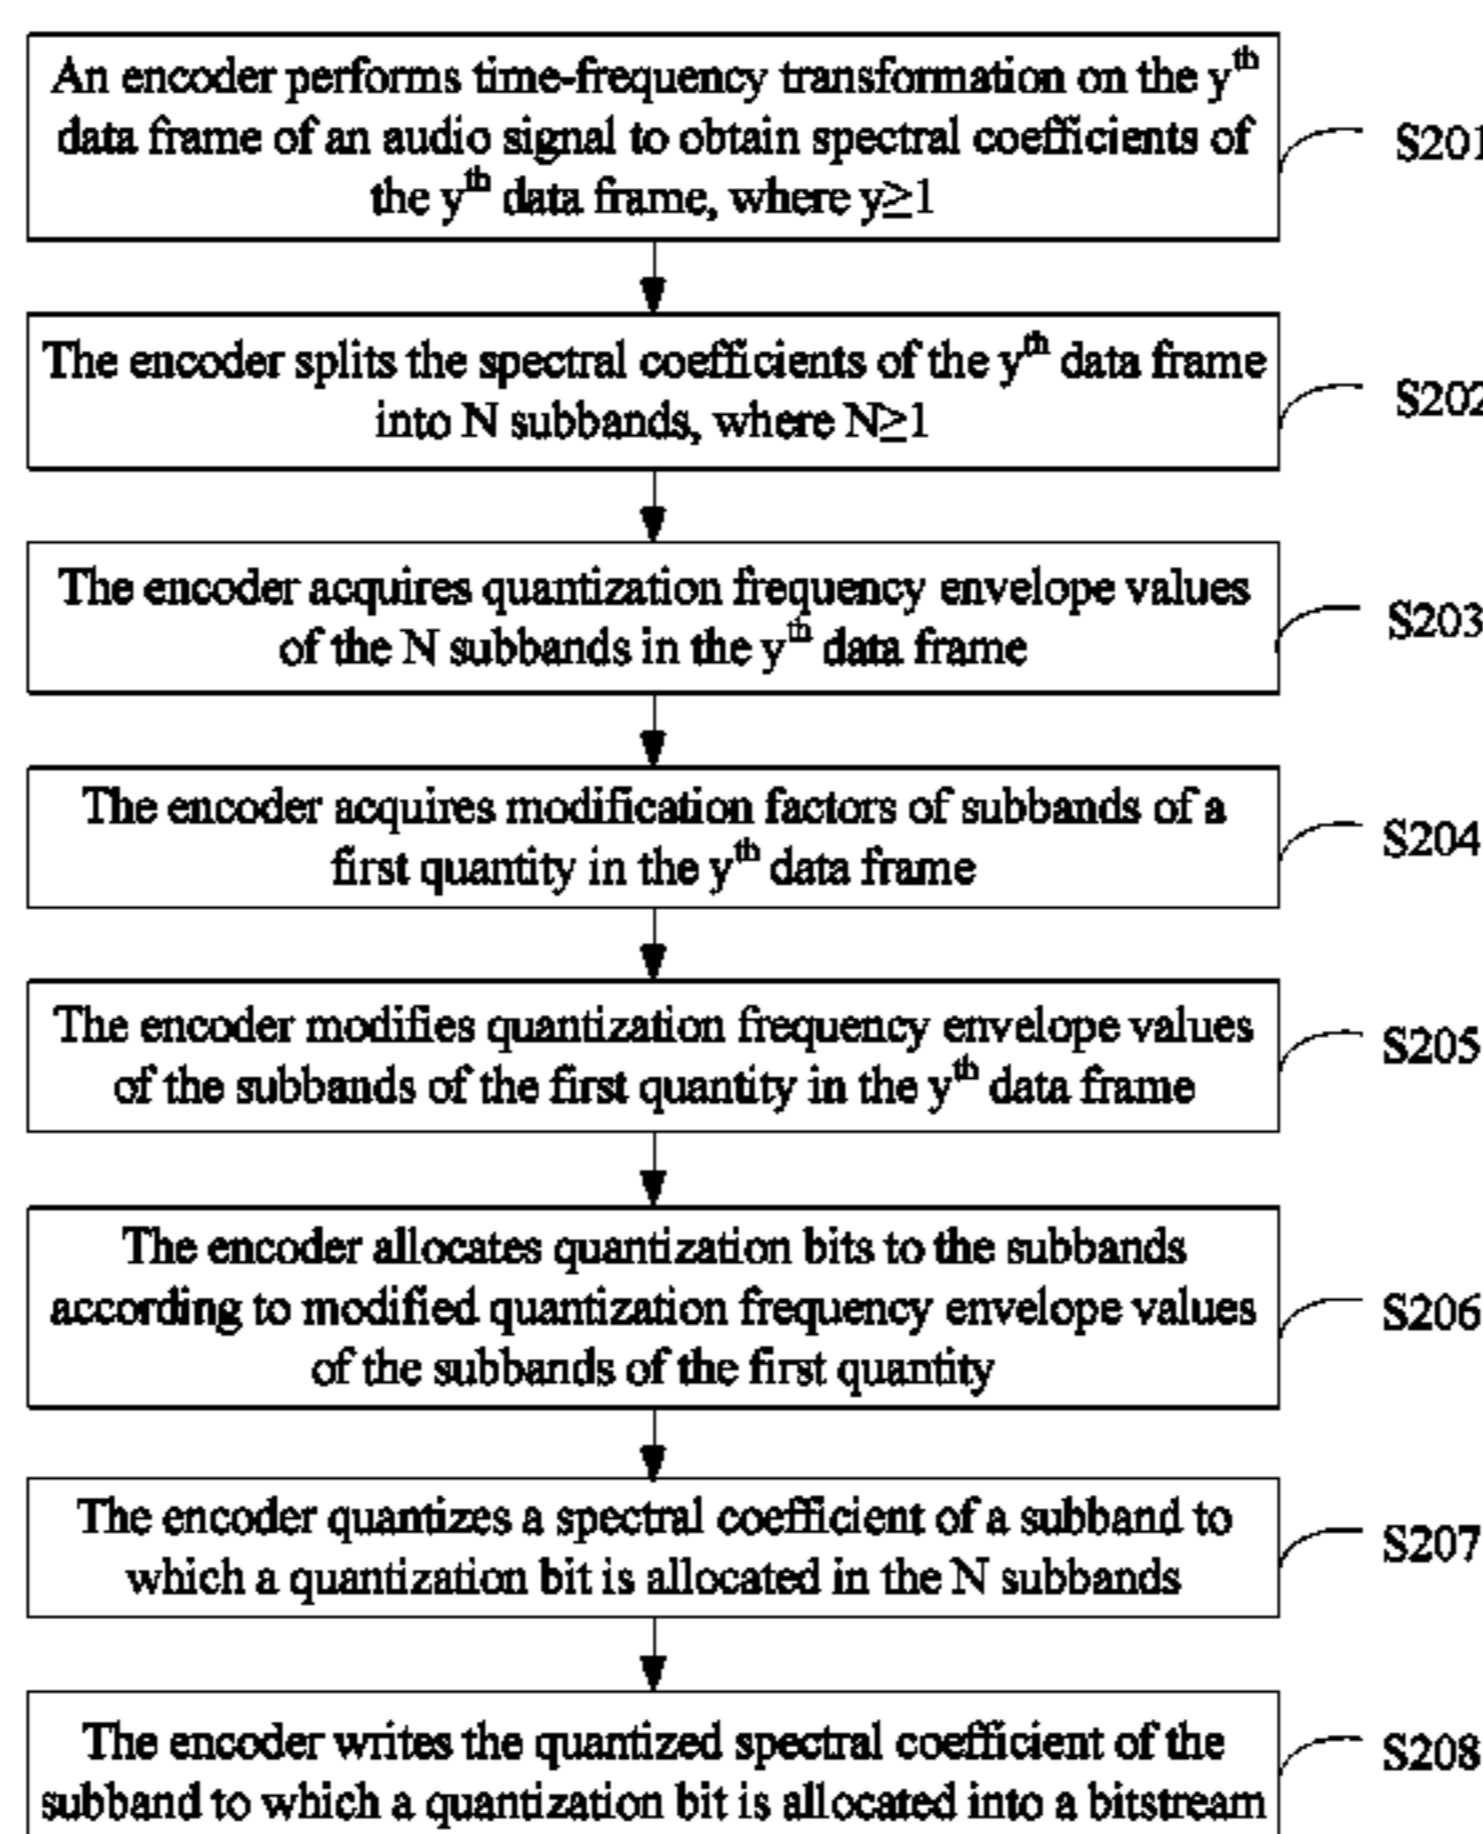 An encoder performs time-frequency transformation on the yth
data frame of an audio signal to obtain spectral coefficients of
the yth data frame, where y≥1
S201
The encoder splits the spectral coefficients of the yth data frame
into N subbands, where N≥1
S202
The encoder acquires quantization frequency envelope values
of the N subbands in the yth data frame
S203
The encoder acquires modification factors of subbands of a
first quantity in the yth data frame
S204
The encoder modifies quantization frequency envelope values
of the subbands of the first quantity in the yth data frame
S205
The encoder allocates quantization bits to the subbands
according to modified quantization frequency envelope values
of the subbands of the first quantity
S206
The encoder quantizes a spectral coefficient of a subband to
which a quantization bit is allocated in the N subbands
S207
The encoder writes the quantized spectral coefficient of the
subband to which a quantization bit is allocated into a bitstream
S208